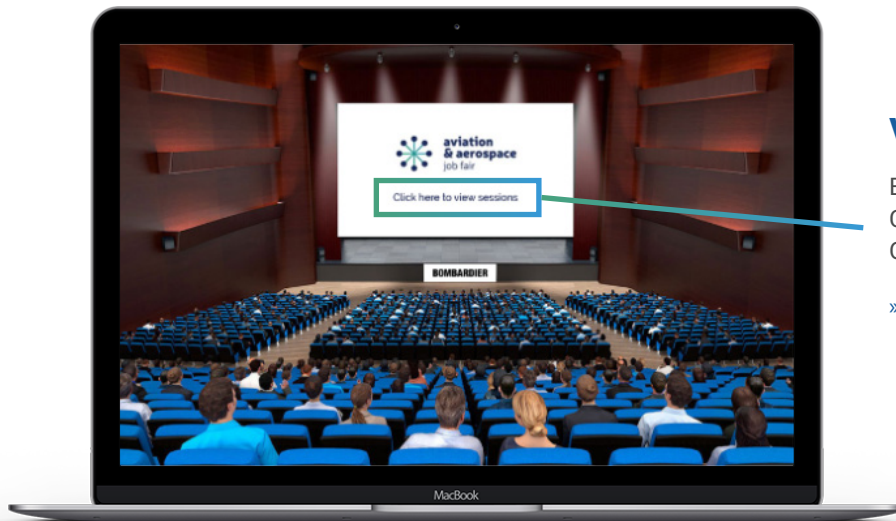 aviation
& aerospace
job fair
Click here to view sessions
BOMBARDIER
MacBook
»